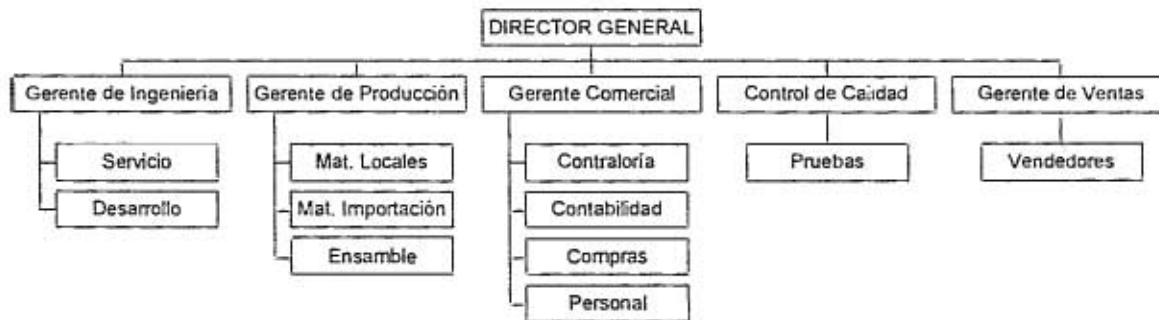 DIRECTOR GENERAL
Gerente de Ingeniería
Gerente de Producción
Gerente Comercial
Control de Calidad
Gerente de Ventas
Servicio
Mat. Locales
Contraloría
Pruebas
Vendedores
Desarrollo
Mat. Importación
Contabilidad
Ensamble
Compras
Personal